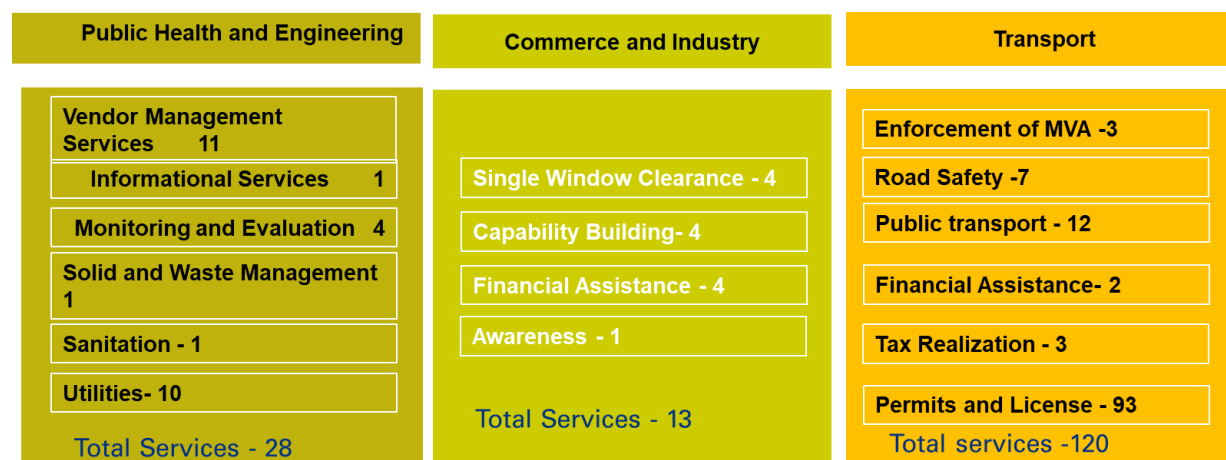 Public Health and Engineering
Vendor Management
Services 11
Informational Services 1
Monitoring and Evaluation 4
Solid and Waste Management
1
Sanitation - 1
Utilities- 10
Total Services - 28
Commerce and Industry
Single Window Clearance - 4
Capability Building- 4
Financial Assistance - 4
Awareness - 1
Total Services - 13
Transport
Enforcement of MVA -3
Road Safety -7
Public transport - 12
Financial Assistance- 2
Tax Realization - 3
Permits and License - 93
Total services -120